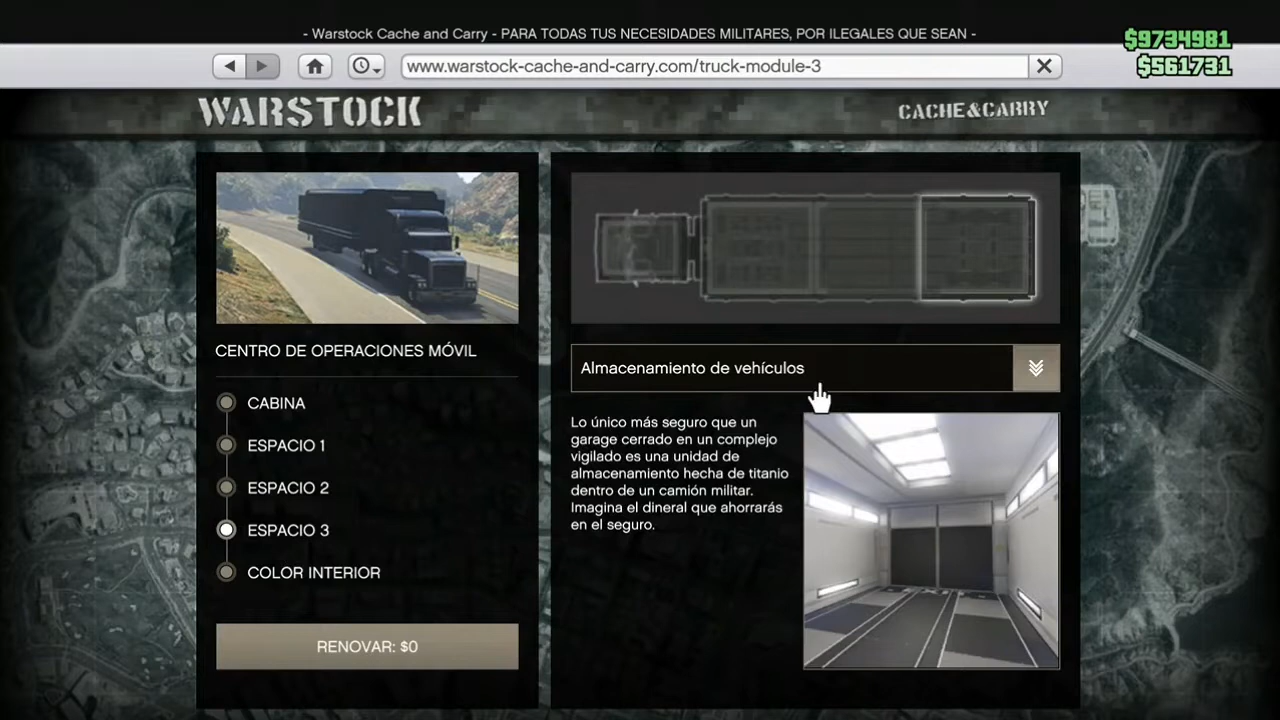 - Warstock Cache and Carry - PARA TODAS TUS NECESIDADES MILITARES, POR ILEGALES QUE SEAN -
$9734981
$561731
www.warstock-cache-and-carry.com/truck-module-3
WARSTOCK
CACHE&CARRY
CENTRO DE OPERACIONES MÓVIL
CABINA
ESPACIO 1
ESPACIO 2
ESPACIO 3
COLOR INTERIOR
RENOVAR: $0
Almacenamiento de vehículos
Lo único más seguro que un
garage cerrado en un complejo
vigilado es una unidad de
almacenamiento hecha de titanio
dentro de un camión militar.
Imagina el dineral que ahorrarás
en el seguro.